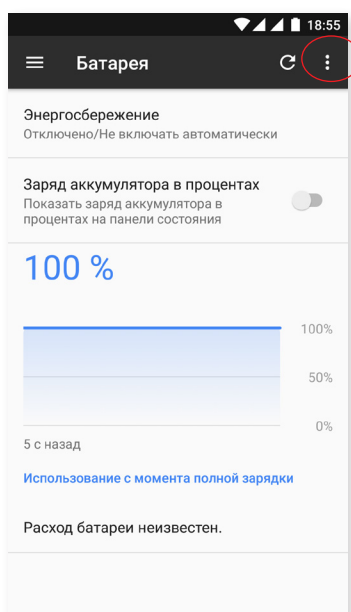 18:55
Батарея
Энергосбережение
Отключено/Не включать автоматически
Заряд аккумулятора в процентах
Показать заряд аккумулятора в
процентах на панели состояния
100 %
100%
50%
0%
5 с назад
Использование с момента полной зарядки
Расход батареи неизвестен.